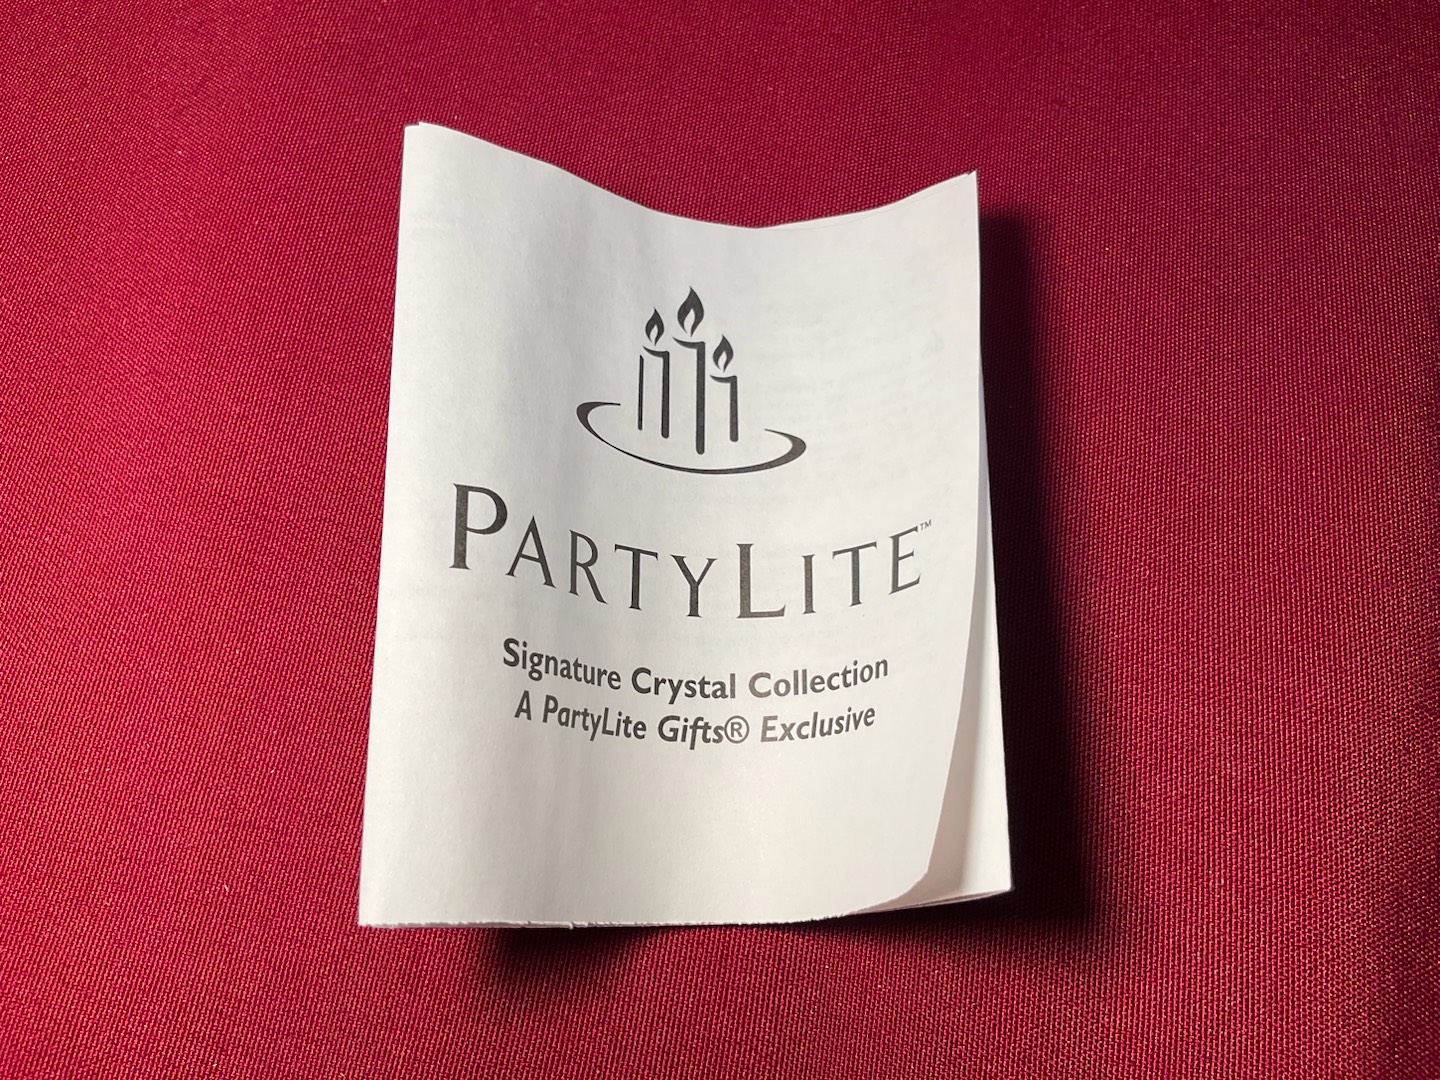 PARTYLITE™
Signature Crystal Collection
A PartyLite Gifts® Exclusive